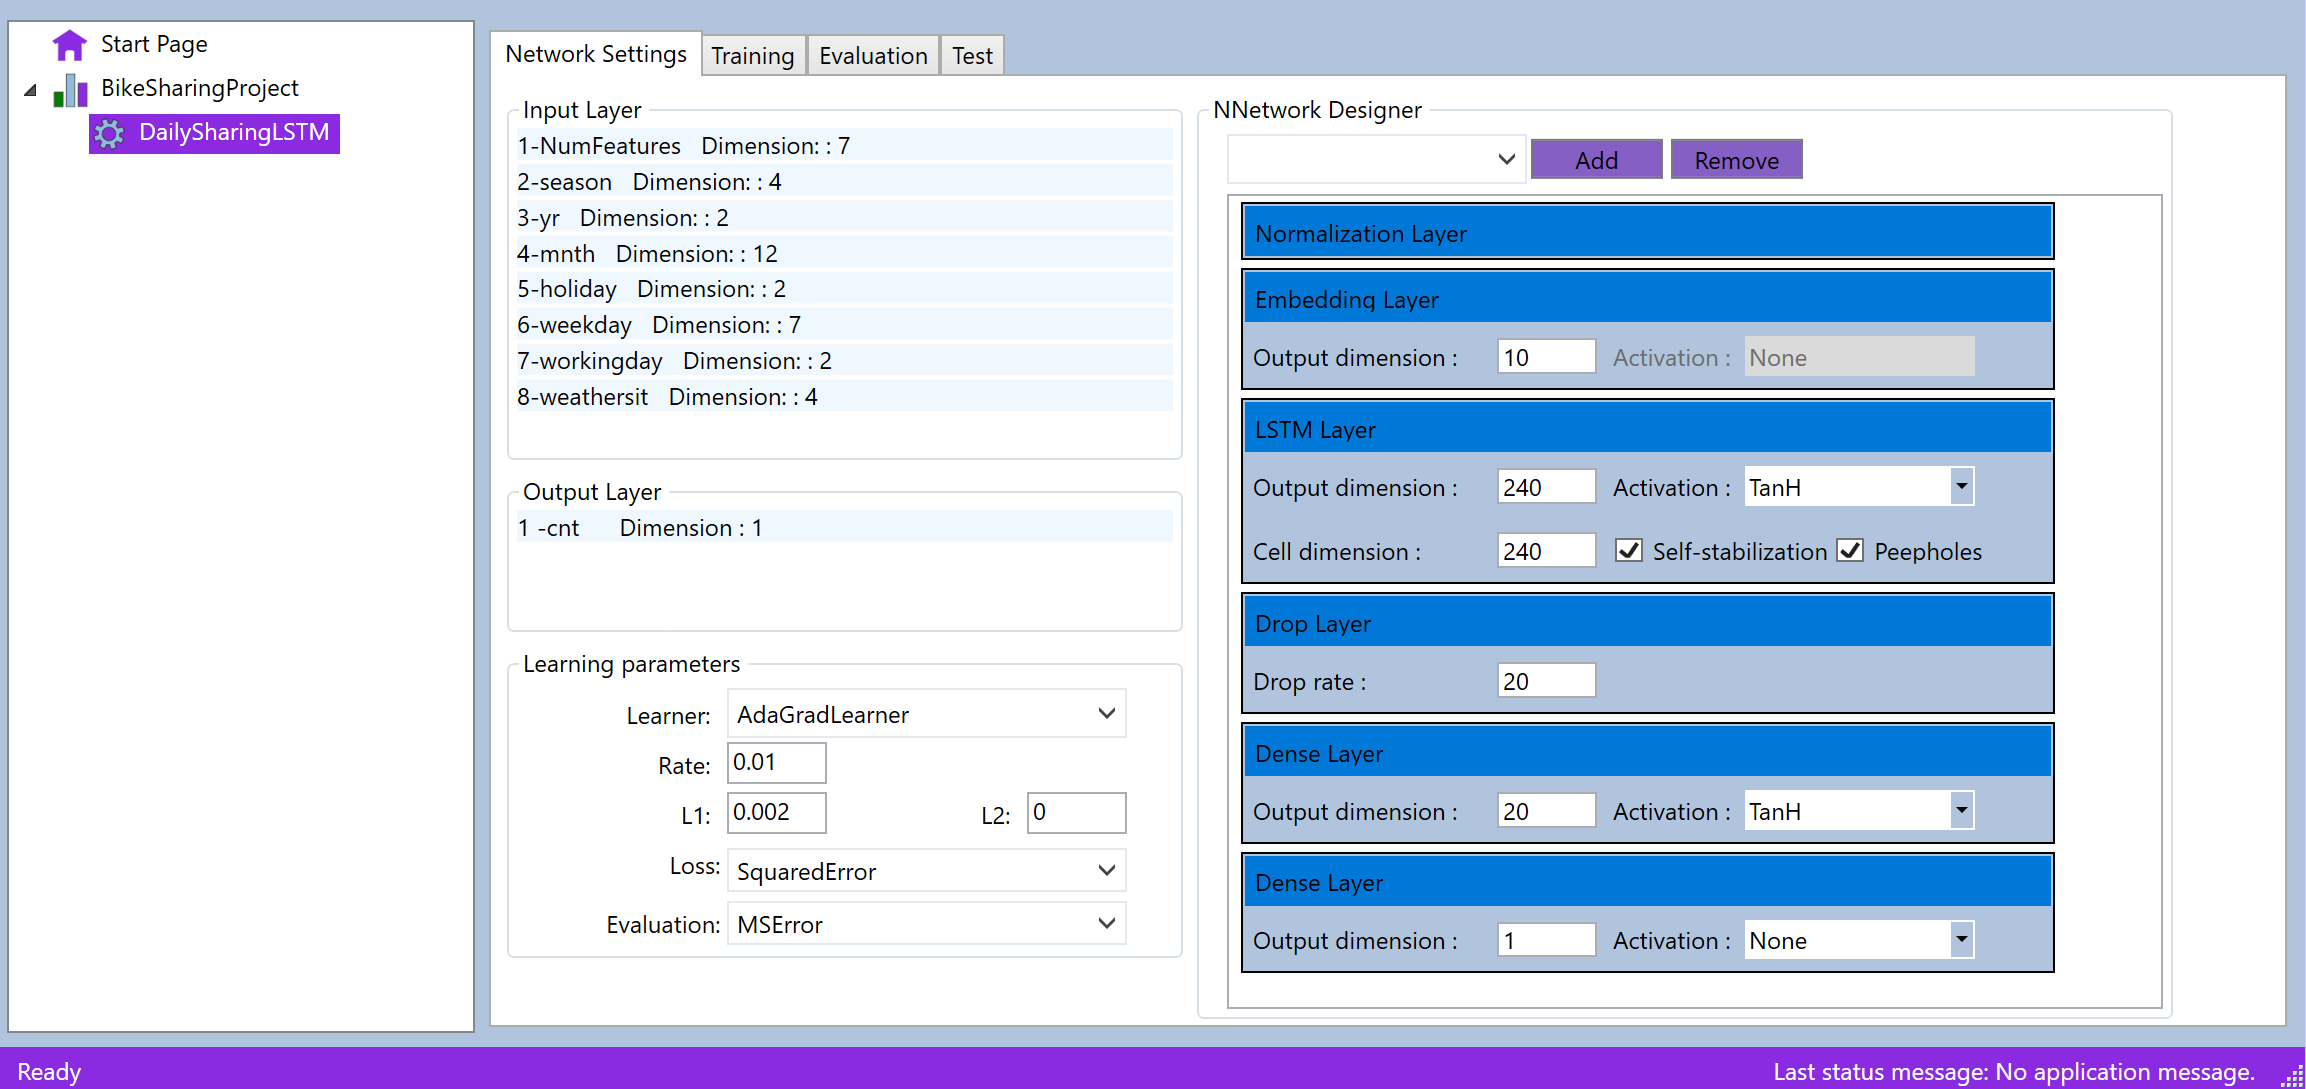 Start Page
BikeSharingProject
DailySharingLSTM
Network Settings
Training
Evaluation
Test
Input Layer
1-NumFeatures Dimension: : 7
2-season Dimension: : 4
3-yr Dimension: : 2
4-mnth Dimension: : 12
5-holiday Dimension: : 2
6-weekday Dimension: : 7
7-workingday Dimension: : 2
8-weathersit Dimension: : 4
Output Layer
1 -cnt Dimension : 1
Learning parameters
Learner: AdaGradLearner
Rate: 0.01
L1: 0.002 L2: 0
Loss: SquaredError
Evaluation: MSError
NNetwork Designer
Add Remove
Normalization Layer
Embedding Layer
Output dimension : 10 Activation : None
LSTM Layer
Output dimension : 240 Activation : TanH
Cell dimension : 240 Self-stabilization Peepholes
Drop Layer
Drop rate : 20
Dense Layer
Output dimension : 20 Activation : TanH
Dense Layer
Output dimension : 1 Activation : None
Ready
Last status message: No application message.